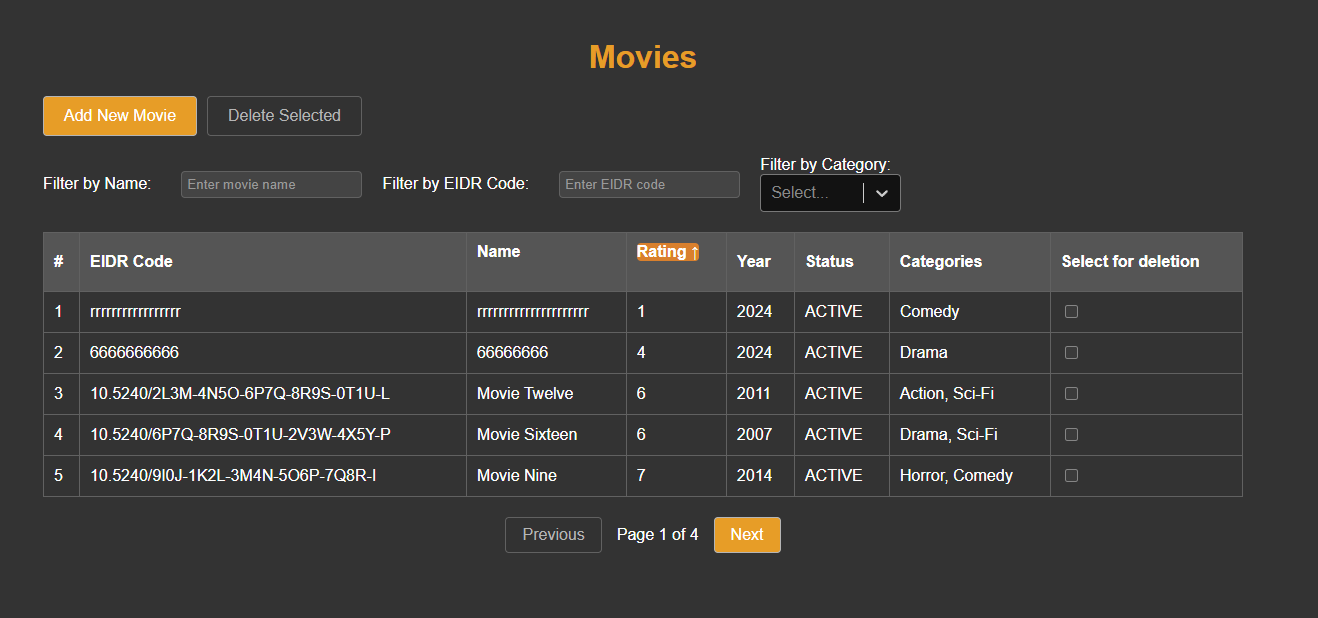 Movies
Add New Movie Delete Selected
Filter by Name: Enter movie name Filter by EIDR Code: Enter EIDR code Filter by Category: Select...
# EIDR Code Name Rating ↑ Year Status Categories Select for deletion
1 rrrrrrrrrrrrrrrrr rrrrrrrrrrrrrrrrrrrrr 1 2024 ACTIVE Comedy
2 6666666666 66666666 4 2024 ACTIVE Drama
3 10.5240/2L3M-4N5O-6P7Q-8R9S-0T1U-L Movie Twelve 6 2011 ACTIVE Action, Sci-Fi
4 10.5240/6P7Q-8R9S-0T1U-2V3W-4X5Y-P Movie Sixteen 6 2007 ACTIVE Drama, Sci-Fi
5 10.5240/9I0J-1K2L-3M4N-5O6P-7Q8R-I Movie Nine 7 2014 ACTIVE Horror, Comedy
Previous Page 1 of 4 Next